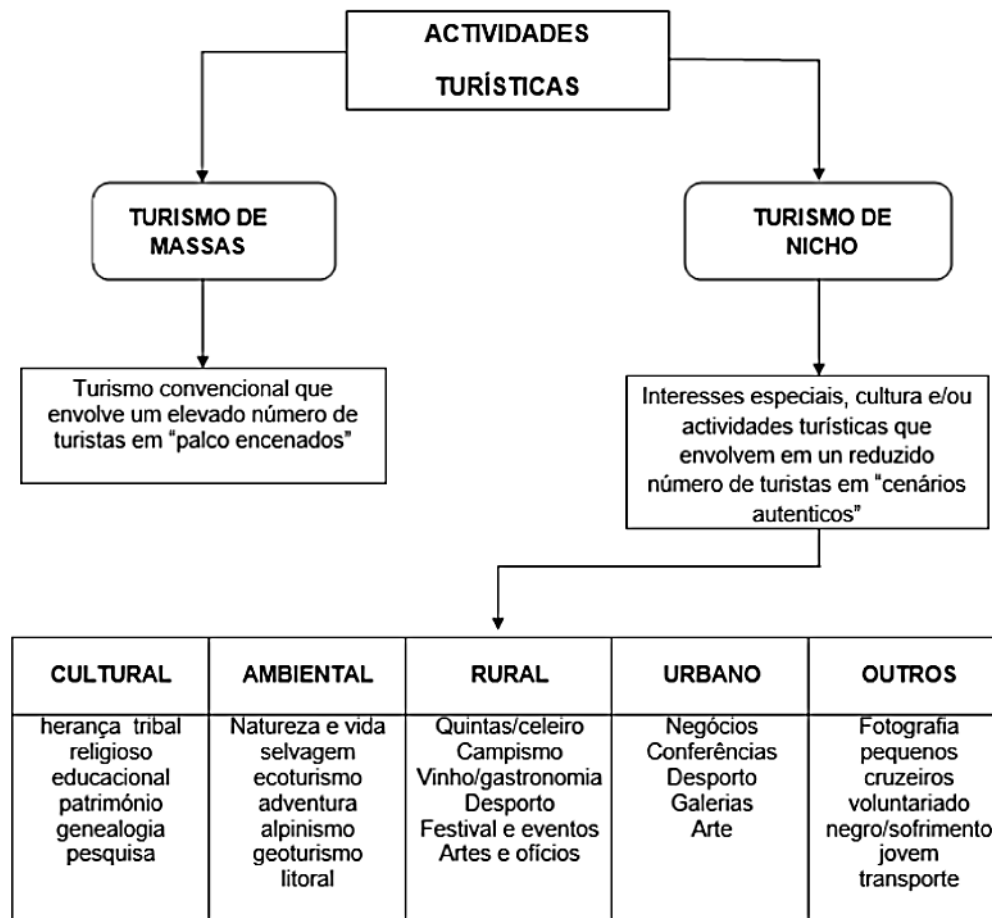 ACTIVIDADES
TURÍSTICAS
TURISMO DE
MASSAS
TURISMO DE
NICHO
Turismo convencional que
envolve um elevado número de
turistas em “palco encenados”
Interesses especiais, cultura e/ou
actividades turísticas que
envolvem em un reduzido
número de turistas em “cenários
autenticos”
CULTURAL
herança tribal
religioso
educacional
património
genealogia
pesquisa
AMBIENTAL
Natureza e vida
selvagem
ecoturismo
adventura
alpinismo
geoturismo
litoral
RURAL
Quintas/celeiro
Campismo
Vinho/gastronomia
Desporto
Festival e eventos
Artes e ofícios
URBANO
Negócios
Conferências
Desporto
Galerias
Arte
OUTROS
Fotografia
pequenos
cruzeiros
voluntariado
negro/sofrimento
jovem
transporte